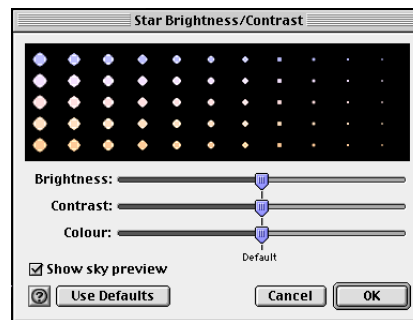 Star Brightness/Contrast
Brightness:
Contrast:
Colour:
Default
Show sky preview
? Use Defaults Cancel OK